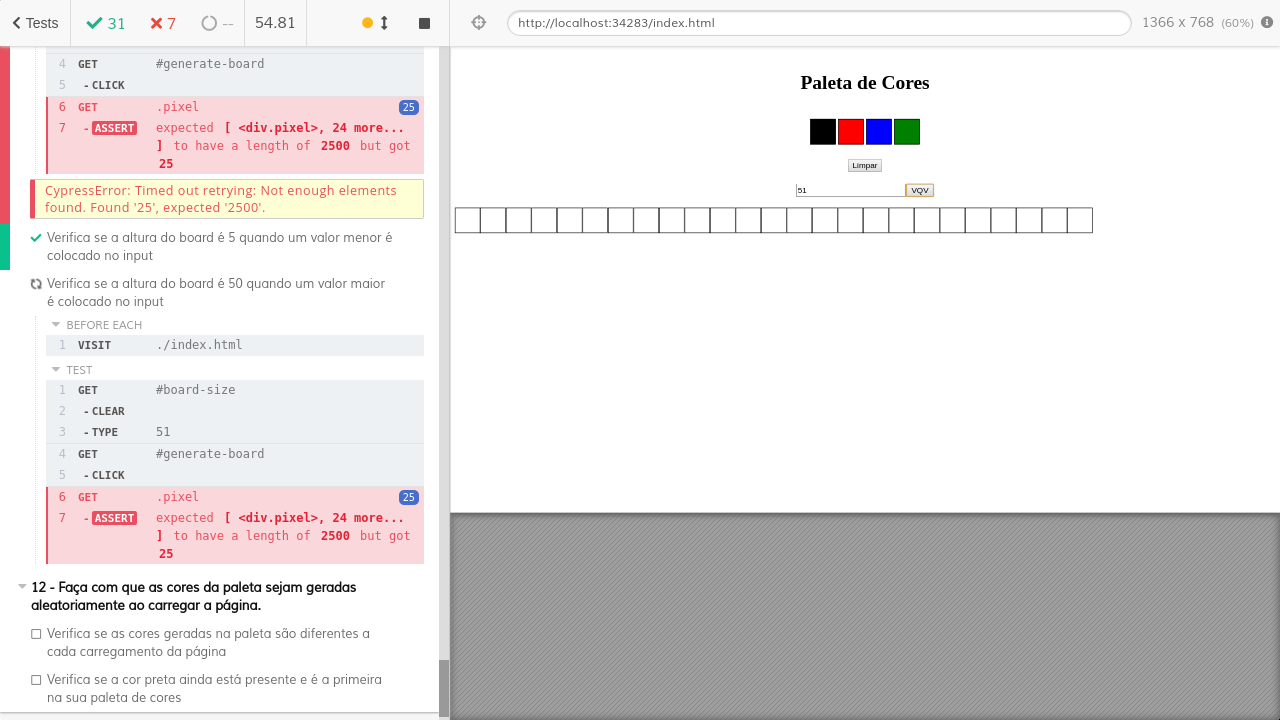 Tests 31 7 -- 54.81
http://localhost:34283/index.html 1366 x 768 (60%)
4 GET #generate-board
5 - CLICK
6 GET .pixel 25
7 - ASSERT expected [ <div.pixel>, 24 more...
] to have a length of 2500 but got
25
CypressError: Timed out retrying: Not enough elements
found. Found '25', expected '2500'.
Verifica se a altura do board é 5 quando um valor menor é
colocado no input
Verifica se a altura do board é 50 quando um valor maior
é colocado no input
BEFORE EACH
1 VISIT ./index.html
TEST
1 GET #board-size
2 - CLEAR
3 - TYPE 51
4 GET #generate-board
5 - CLICK
6 GET .pixel 25
7 - ASSERT expected [ <div.pixel>, 24 more...
] to have a length of 2500 but got
25
12 - Faça com que as cores da paleta sejam geradas
aleatoriamente ao carregar a página.
Verifica se as cores geradas na paleta são diferentes a
cada carregamento da página
Verifica se a cor preta ainda está presente e é a primeira
na sua paleta de cores
Paleta de Cores
Limpar
51 VQV